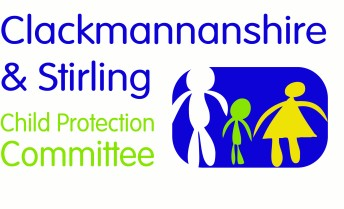 Clackmannanshire
& Stirling
Child Protection
Committee